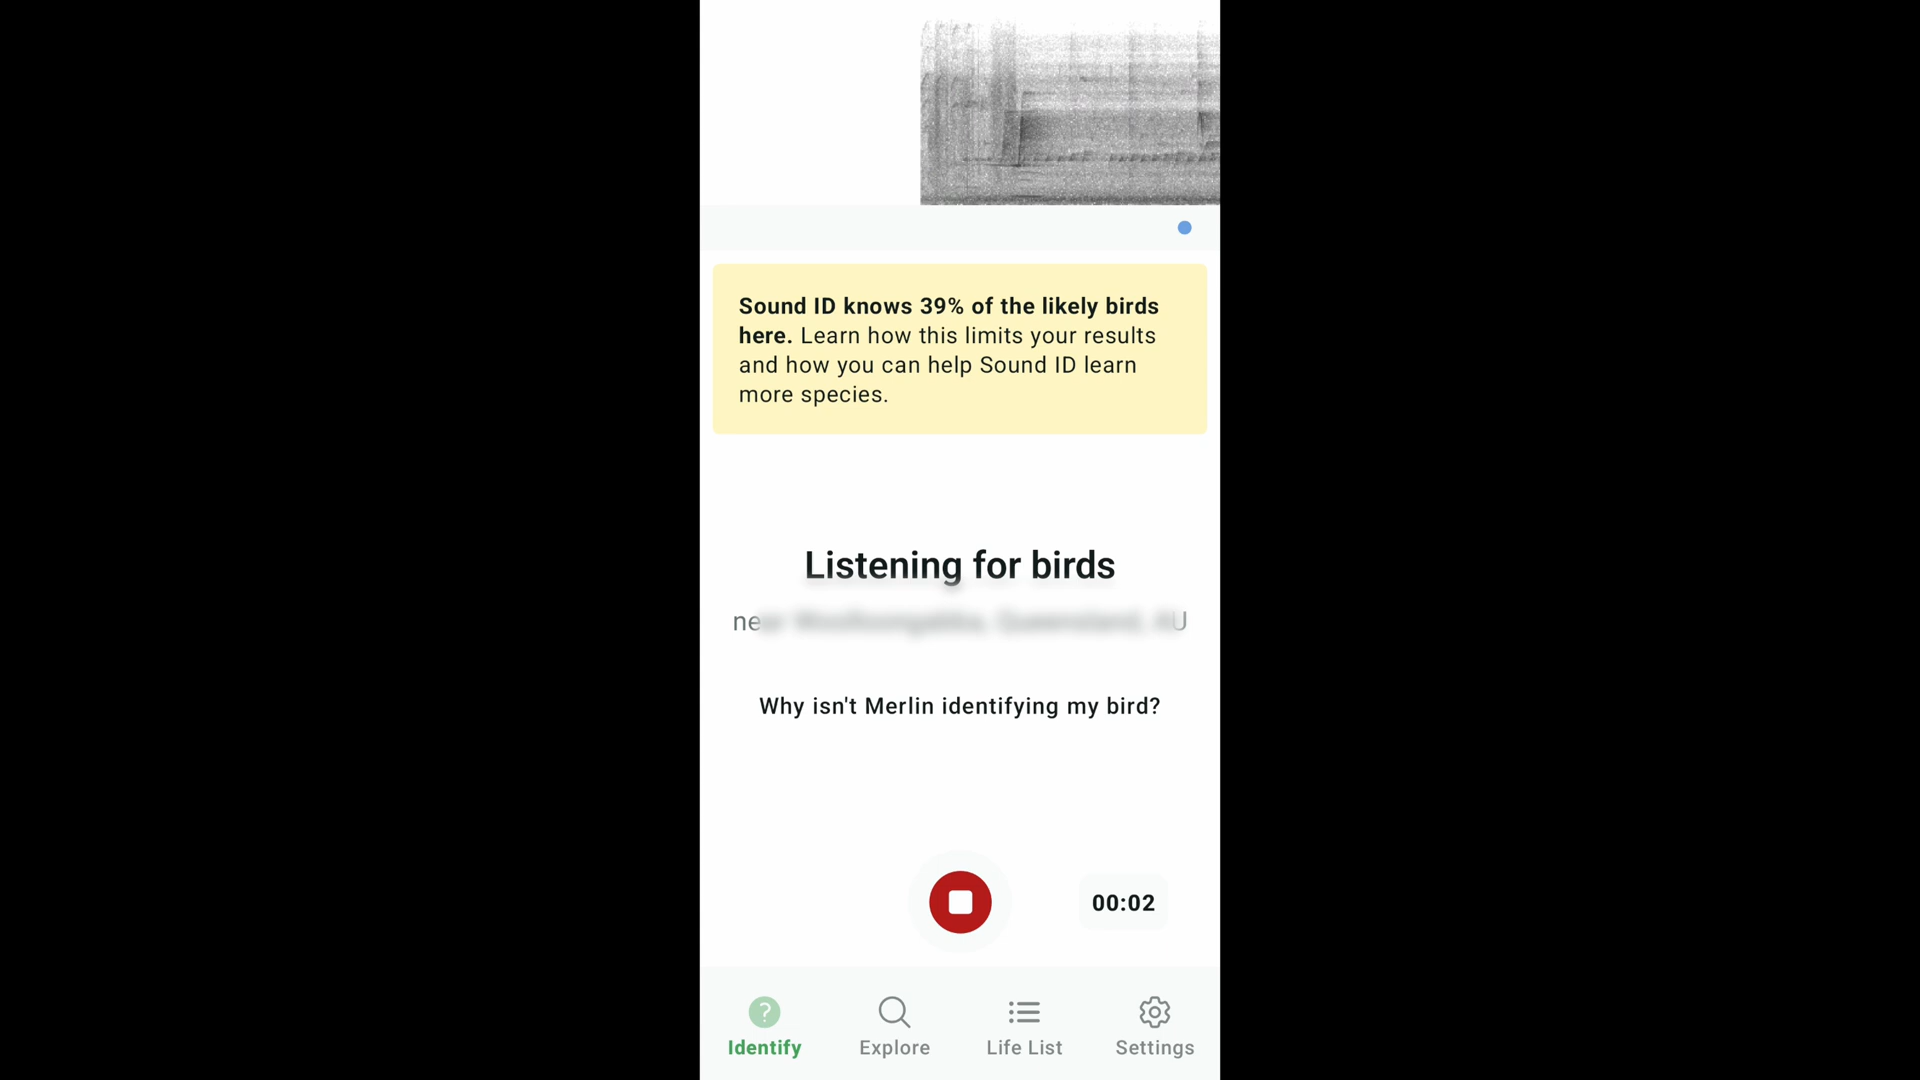 Sound ID knows 39% of the likely birds
here. Learn how this limits your results
and how you can help Sound ID learn
more species.
Listening for birds
Why isn't Merlin identifying my bird?
00:02
Identify
Explore
Life List
Settings